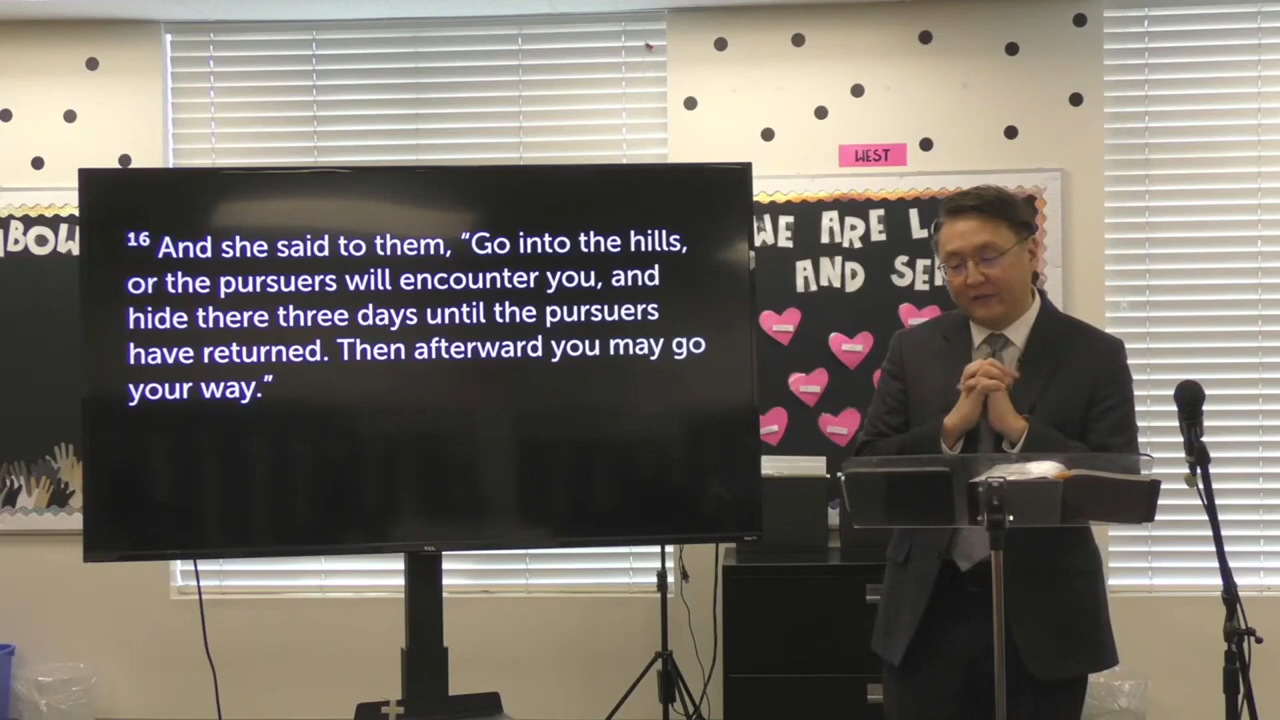 WEST
BOW
WE ARE L
AND SE
16 And she said to them, “Go into the hills,
or the pursuers will encounter you, and
hide there three days until the pursuers
have returned. Then afterward you may go
your way.”
TCL